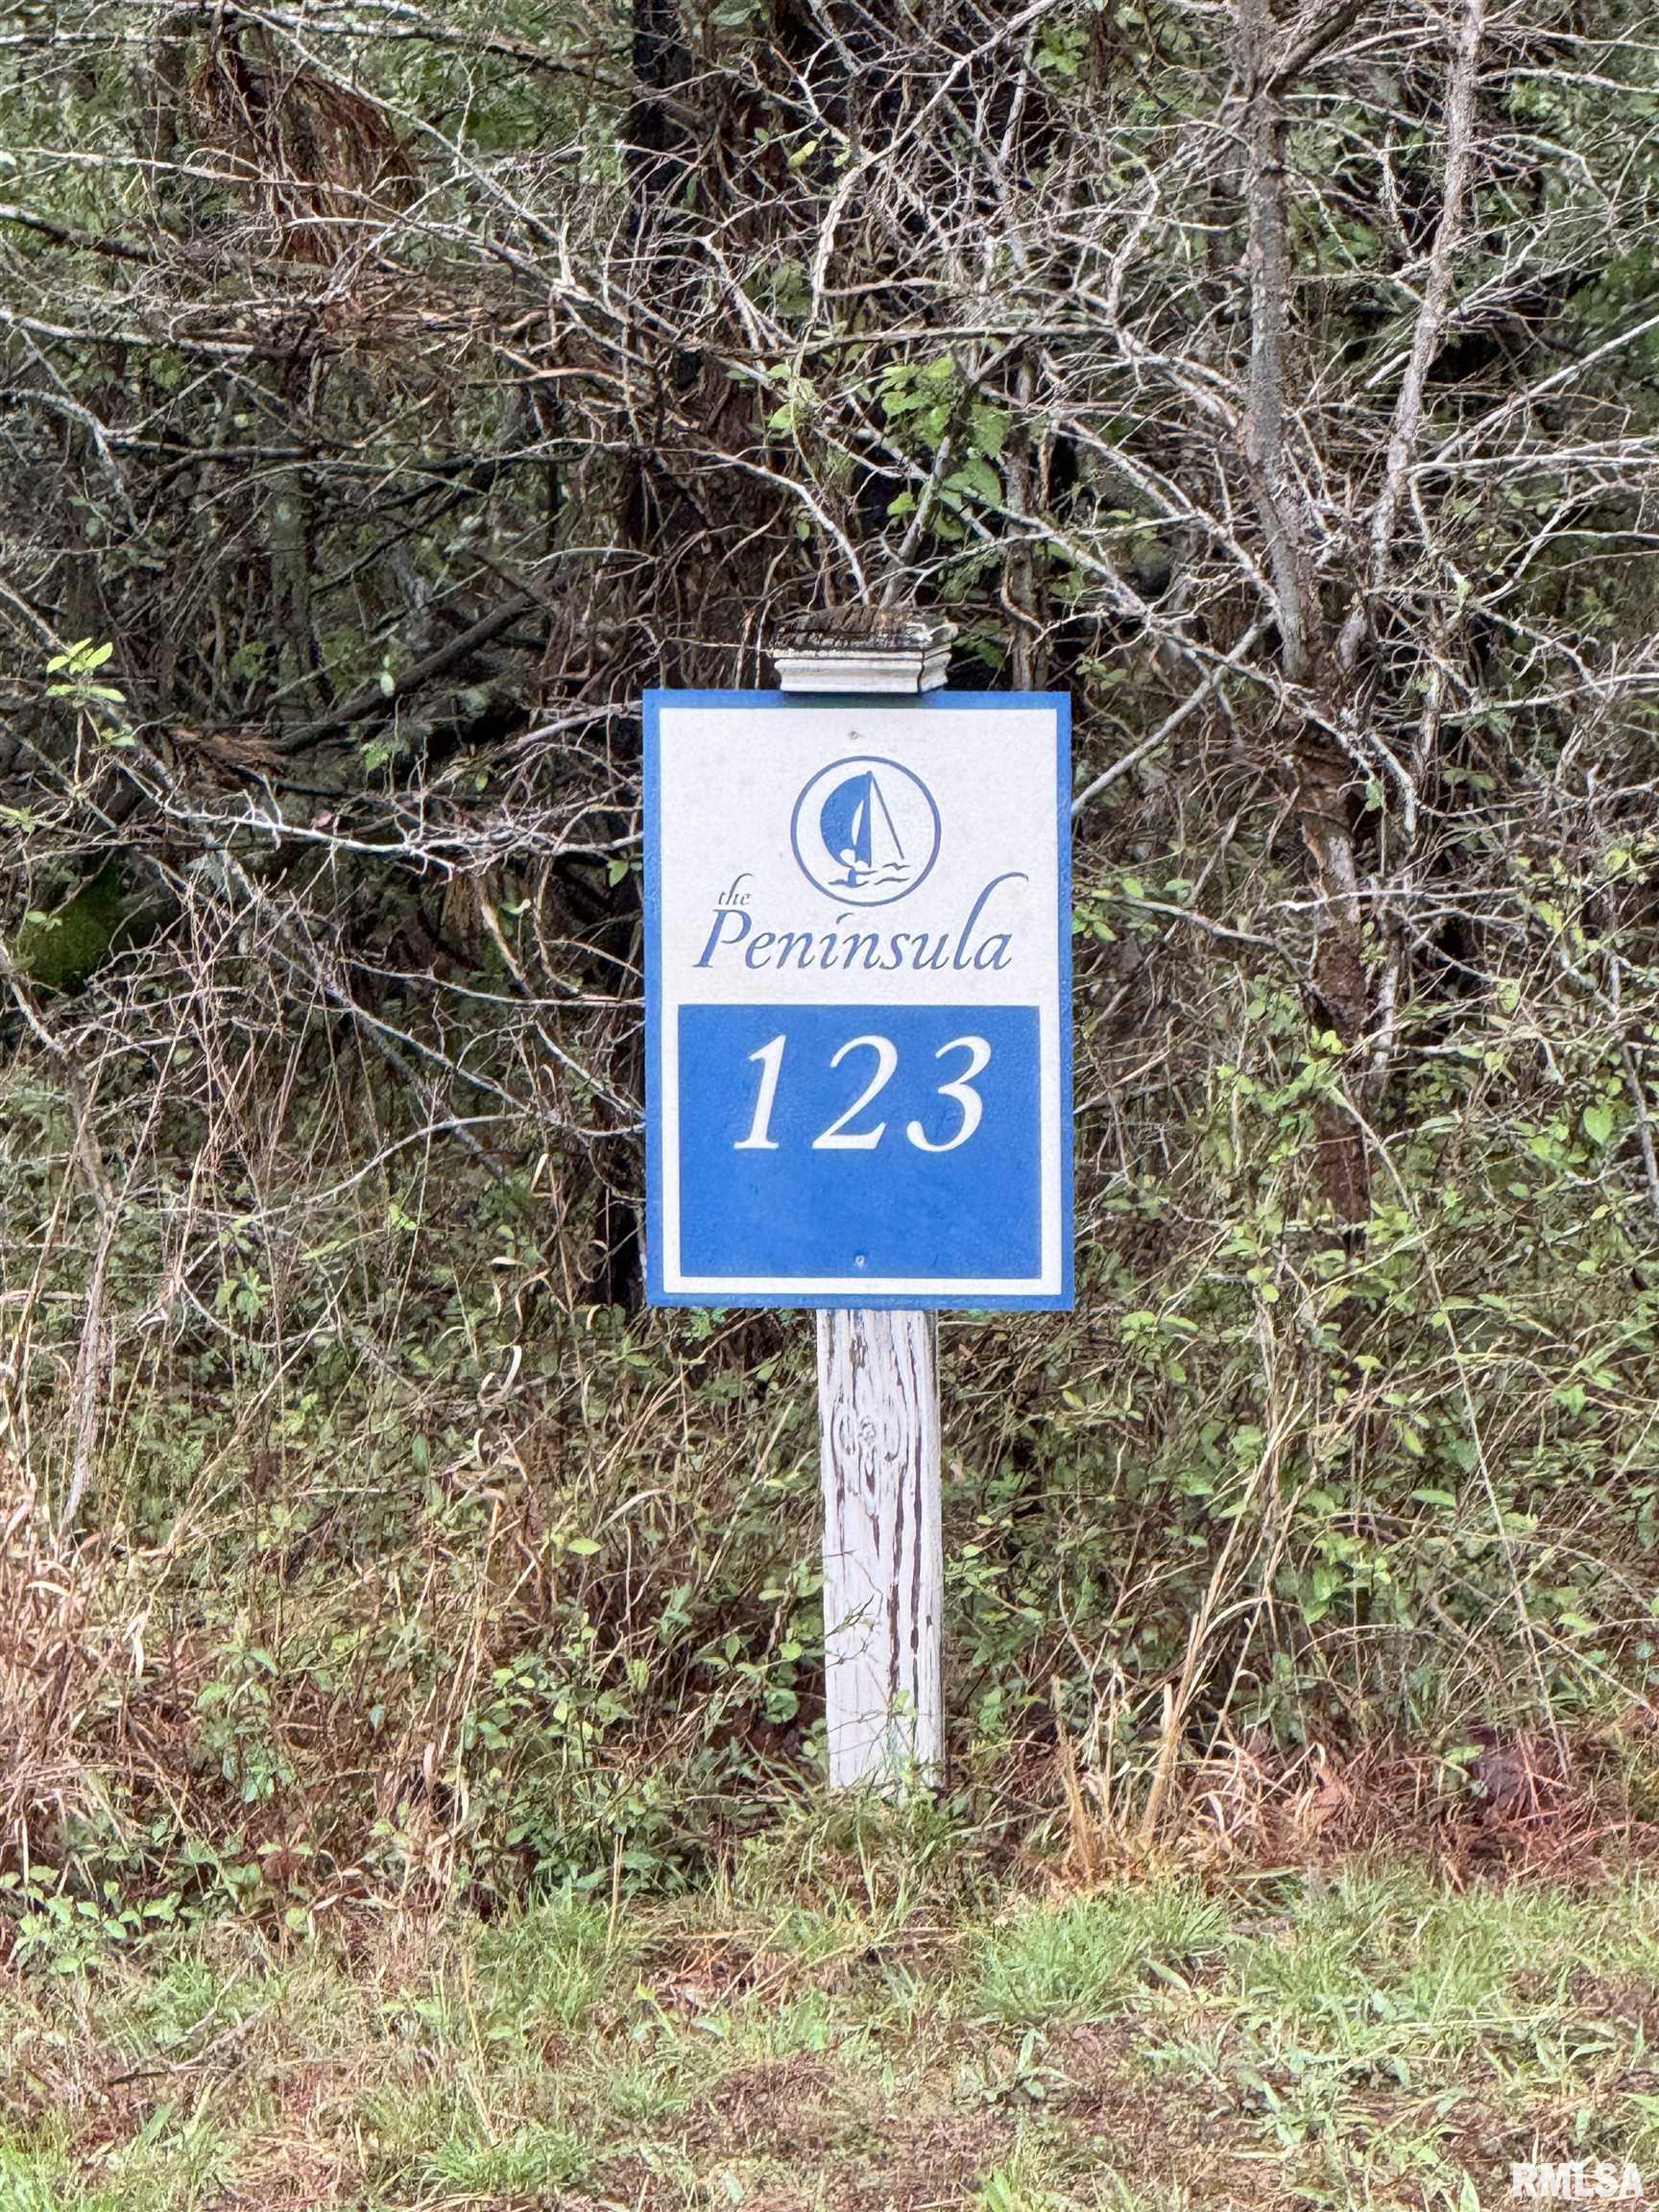 the
Peninsula
123
RMLSA